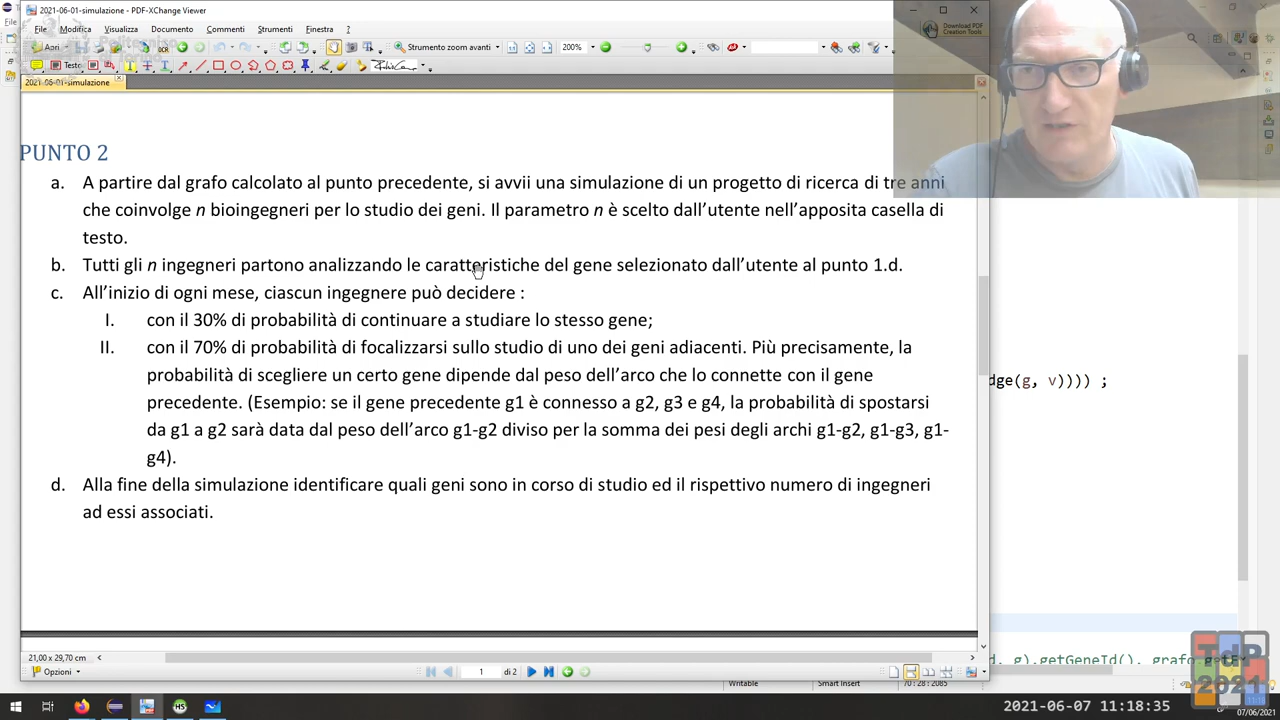 2021-06-01-simulazione - PDF-XChange Viewer
File Modifica Visualizza Documento Commenti Strumenti Finestra ?
Download PDF
Creation Tools
Apri
Strumento zoom avanti
200%
Testo
2021-06-01-simulazione
PUNTO 2
a. A partire dal grafo calcolato al punto precedente, si avvii una simulazione di un progetto di ricerca di tre anni
che coinvolge n bioingegneri per lo studio dei geni. Il parametro n è scelto dall'utente nell'apposita casella di
testo.
b. Tutti gli n ingegneri partono analizzando le caratteristiche del gene selezionato dall'utente al punto 1.d.
c. All'inizio di ogni mese, ciascun ingegnere può decidere :
I. con il 30% di probabilità di continuare a studiare lo stesso gene;
II. con il 70% di probabilità di focalizzarsi sullo studio di uno dei geni adiacenti. Più precisamente, la
probabilità di scegliere un certo gene dipende dal peso dell'arco che lo connette con il gene
precedente. (Esempio: se il gene precedente g1 è connesso a g2, g3 e g4, la probabilità di spostarsi
da g1 a g2 sarà data dal peso dell'arco g1-g2 diviso per la somma dei pesi degli archi g1-g2, g1-g3, g1-
g4).
d. Alla fine della simulazione identificare quali geni sono in corso di studio ed il rispettivo numero di ingegneri
ad essi associati.
dge(g, v)))) ;
d, g).getGeneId(), grafo
21,00 x 29,70 cm
Opzioni
1 di 2
Writable Smart Insert 70 : 28 : 2085
TdP
2021
2021-06-07 11:18:35
07/06/2021